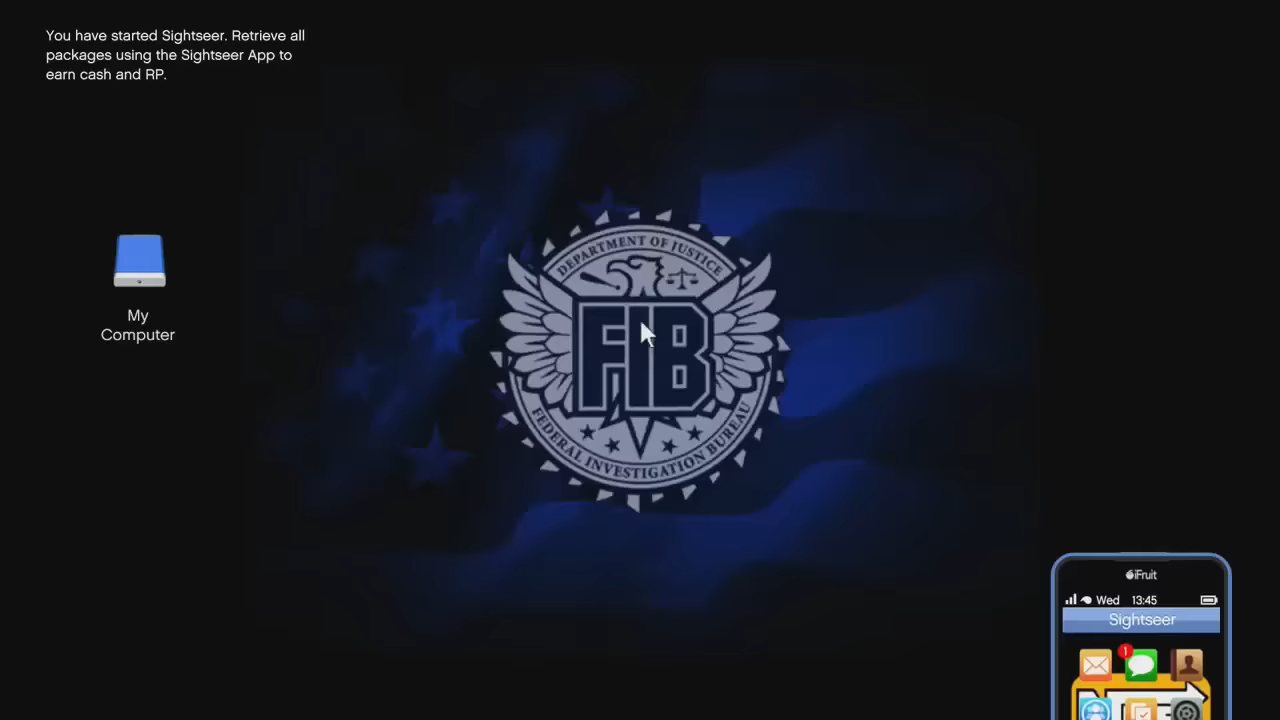 You have started Sightseer. Retrieve all
packages using the Sightseer App to
earn cash and RP.
DEPARTMENT OF JUSTICE
FIB
FEDERAL INVESTIGATION BUREAU
My
Computer
iFruit
Wed 13:45
Sightseer
1